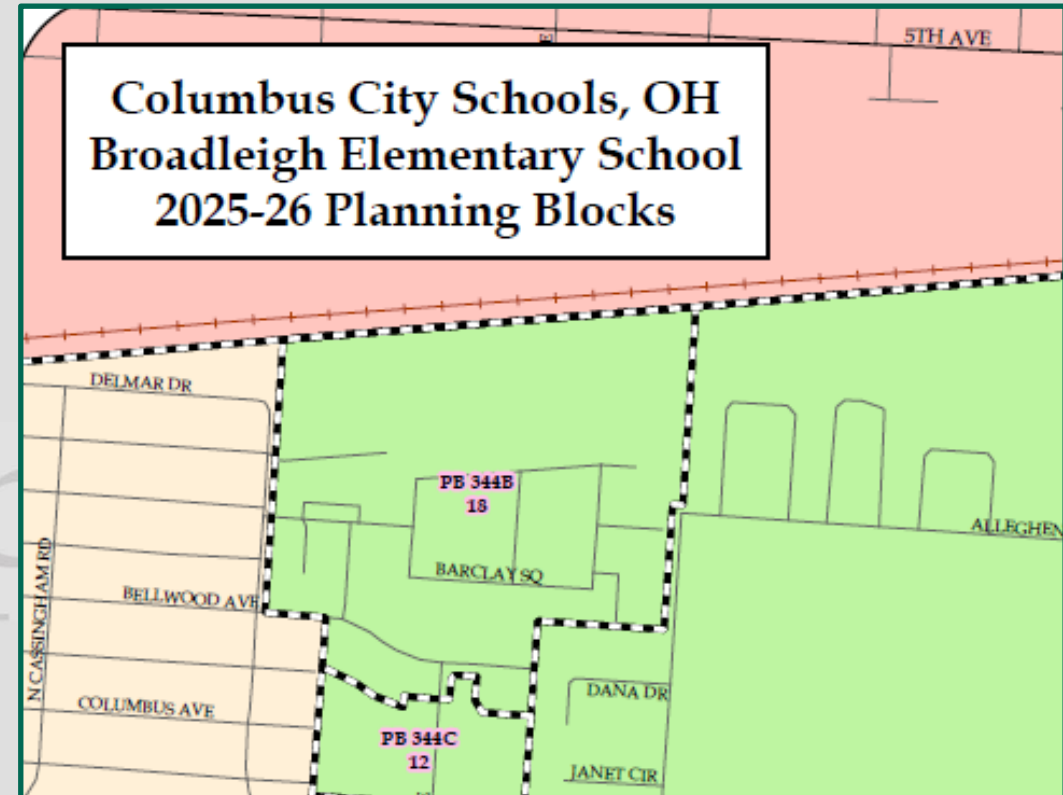 5TH AVE
Columbus City Schools, OH
Broadleigh Elementary School
2025-26 Planning Blocks
DELMAR DR
PB 344B
18
ALLEGHEN
BARCLAY SQ
N CASSINGHAM RD
BELLWOOD AVE
DANA DR
COLUMBUS AVE
PB 344C
12
JANET CIR